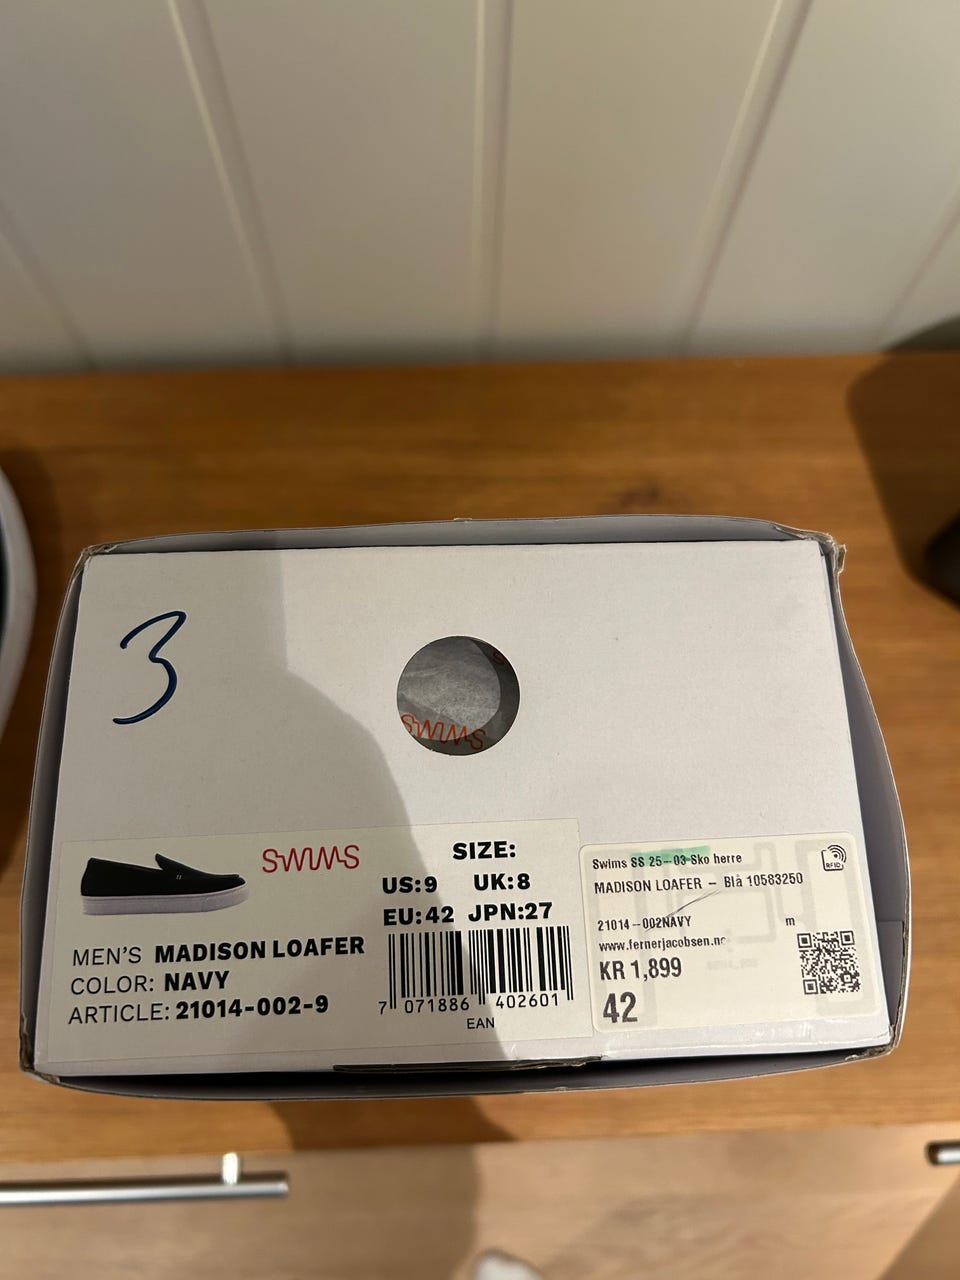 3
SWIMS
SWIMS
MEN'S MADISON LOAFER
COLOR: NAVY
ARTICLE: 21014-002-9
SIZE:
US:9 UK:8
EU:42 JPN:27
7 071886 402601
EAN
Swims SS 25-03-Sko herre
RFID
MADISON LOAFER - Blå 10583250
21014-002NAVY m
www.fernerjacobsen.no
KR 1,899
42